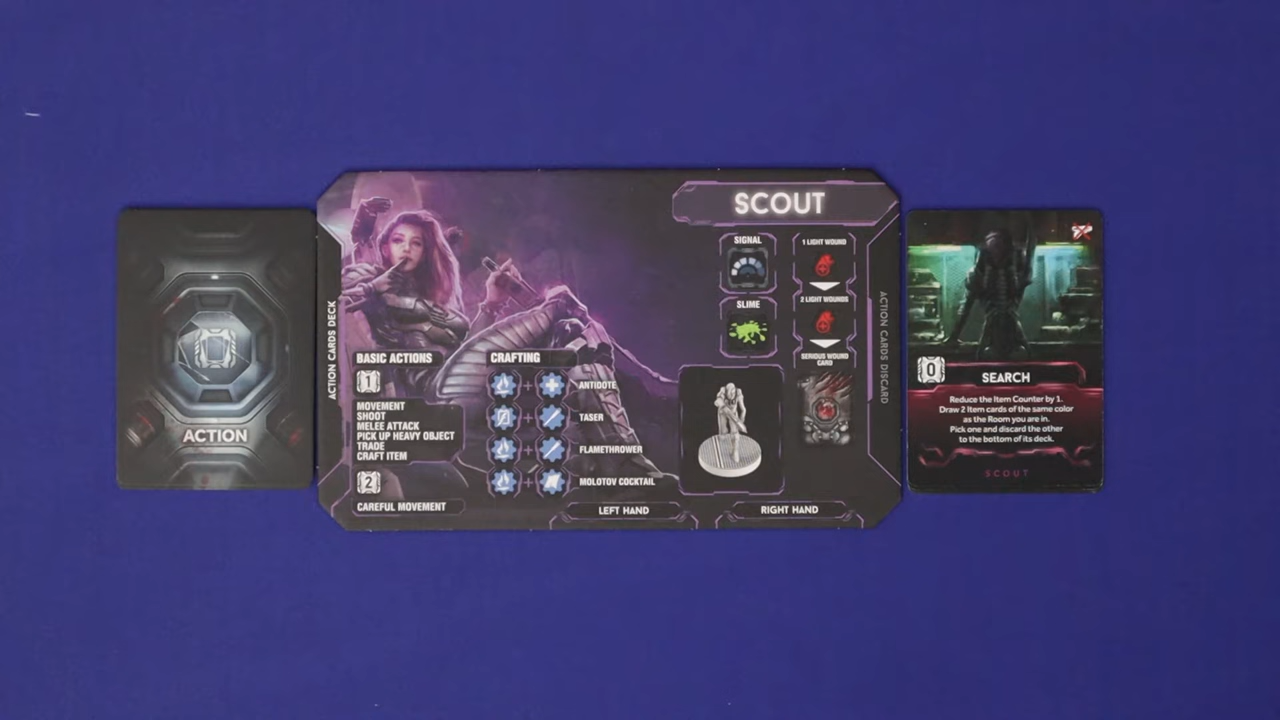 ACTION
ACTION CARDS DECK
SCOUT
SIGNAL
SLIME
1 LIGHT WOUND
2 LIGHT WOUNDS
SERIOUS WOUND
CARD
BASIC ACTIONS
1
MOVEMENT
SHOOT
MELEE ATTACK
PICK UP HEAVY OBJECT
TRADE
CRAFT ITEM
2
CAREFUL MOVEMENT
CRAFTING
+ ANTIDOTE
+ TASER
+ FLAMETHROWER
+ MOLOTOV COCKTAIL
LEFT HAND
RIGHT HAND
ACTION CARDS DISCARD
0
SEARCH
Reduce the Item Counter by 1.
Draw 2 Item cards of the same color
as the Room you are in.
Pick one and discard the other
to the bottom of its deck.
SCOUT